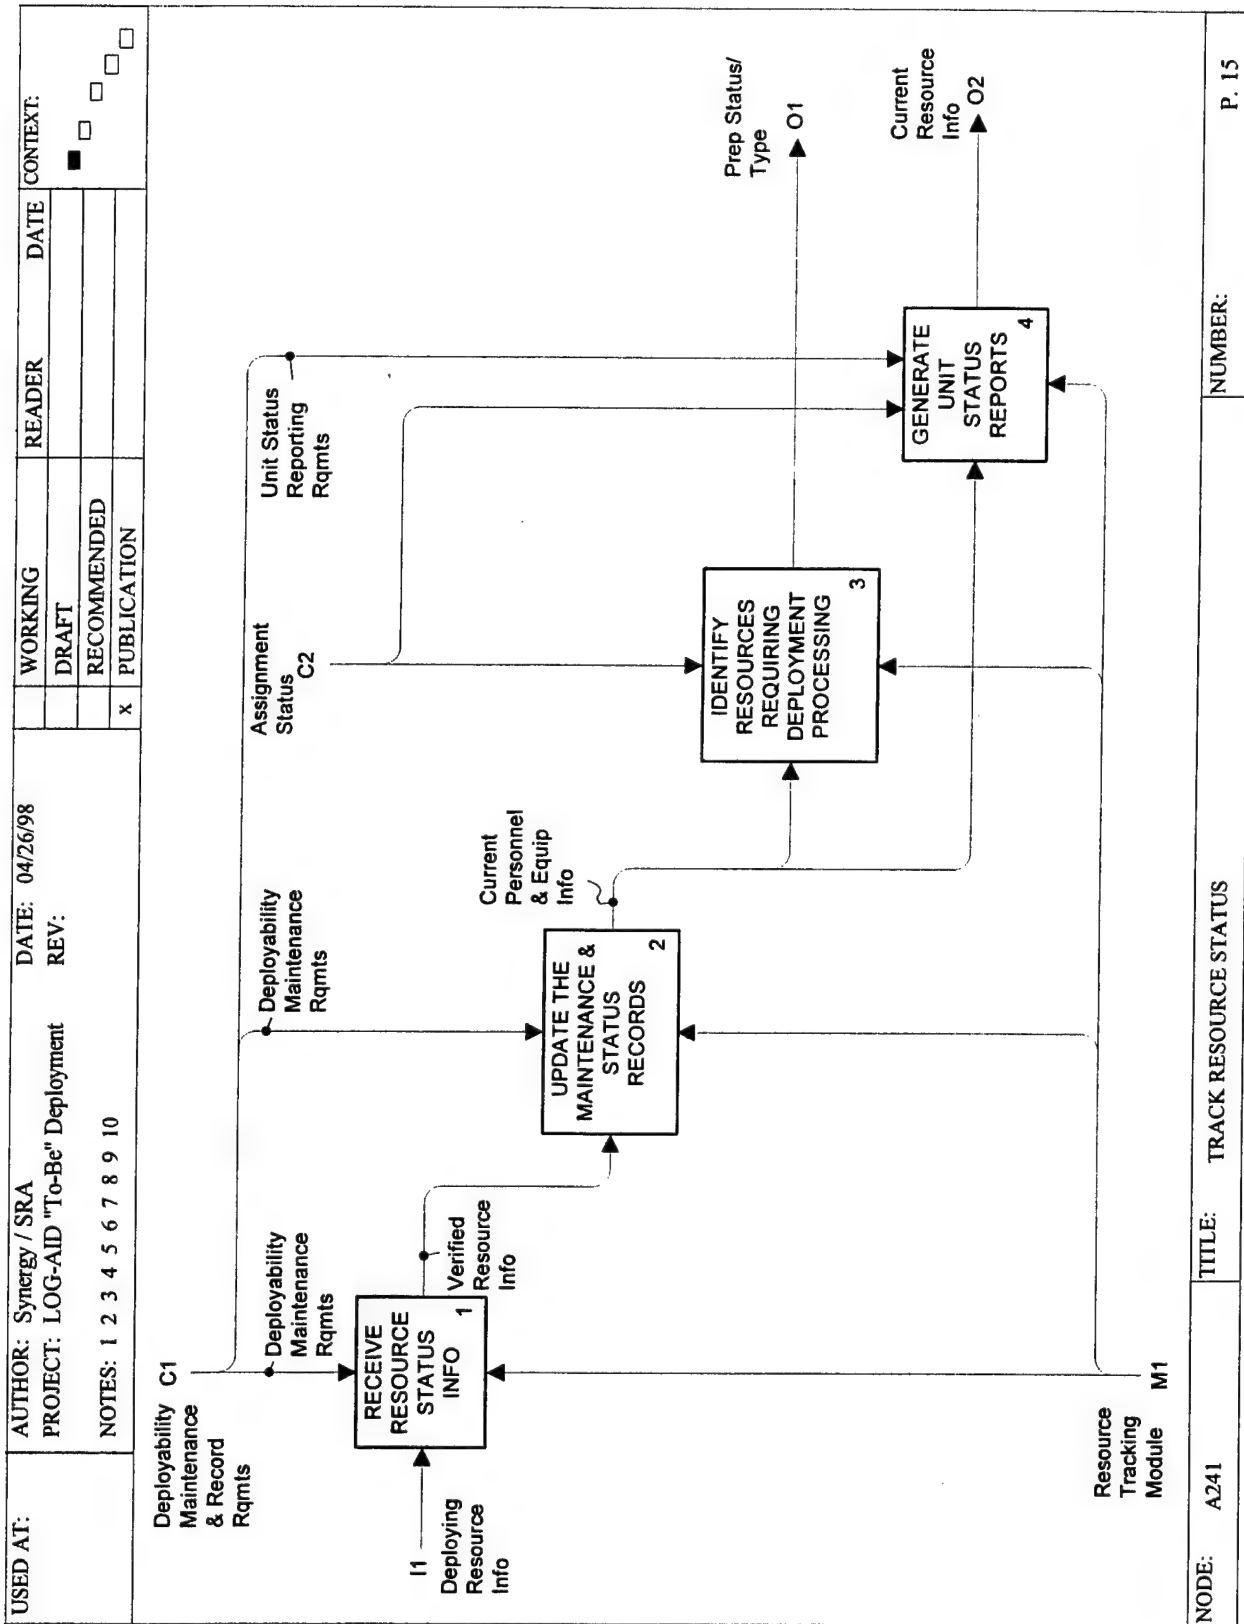 USED AT:
AUTHOR: Synergy / SRA
PROJECT: LOG-AID "To-Be" Deployment
NOTES: 1 2 3 4 5 6 7 8 9 10
DATE: 04/26/98
REV:
WORKING
DRAFT
RECOMMENDED
x PUBLICATION
READER
DATE
CONTEXT:
Deployability
Maintenance
& Record
Rqmts
C1
Deployability
Maintenance
Rqmts
Deployability
Maintenance
Rqmts
Assignment
Status
C2
Unit Status
Reporting
Rqmts
I1
Deploying
Resource
Info
RECEIVE
RESOURCE
STATUS
INFO
1
Verified
Resource
Info
UPDATE THE
MAINTENANCE &
STATUS
RECORDS
2
Current
Personnel
& Equip
Info
IDENTIFY
RESOURCES
REQUIRING
DEPLOYMENT
PROCESSING
3
Prep Status/
Type
O1
GENERATE
UNIT
STATUS
REPORTS
4
Current
Resource
Info
O2
Resource
Tracking
Module
M1
NODE:
A241
TITLE:
TRACK RESOURCE STATUS
NUMBER:
P. 15